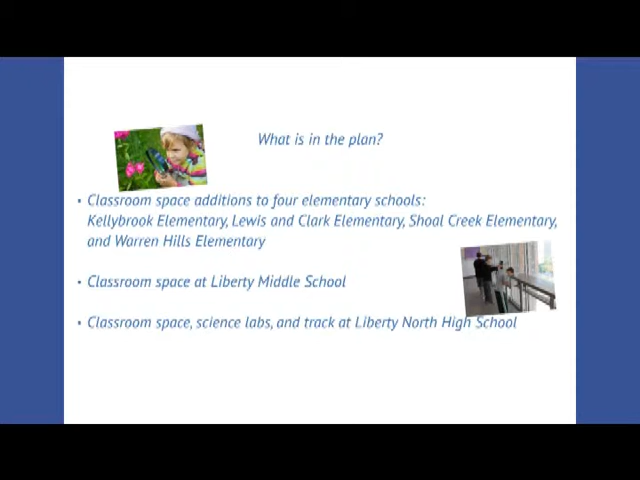 What is in the plan?
• Classroom space additions to four elementary schools:
Kellybrook Elementary, Lewis and Clark Elementary, Shoal Creek Elementary,
and Warren Hills Elementary
• Classroom space at Liberty Middle School
• Classroom space, science labs, and track at Liberty North High School